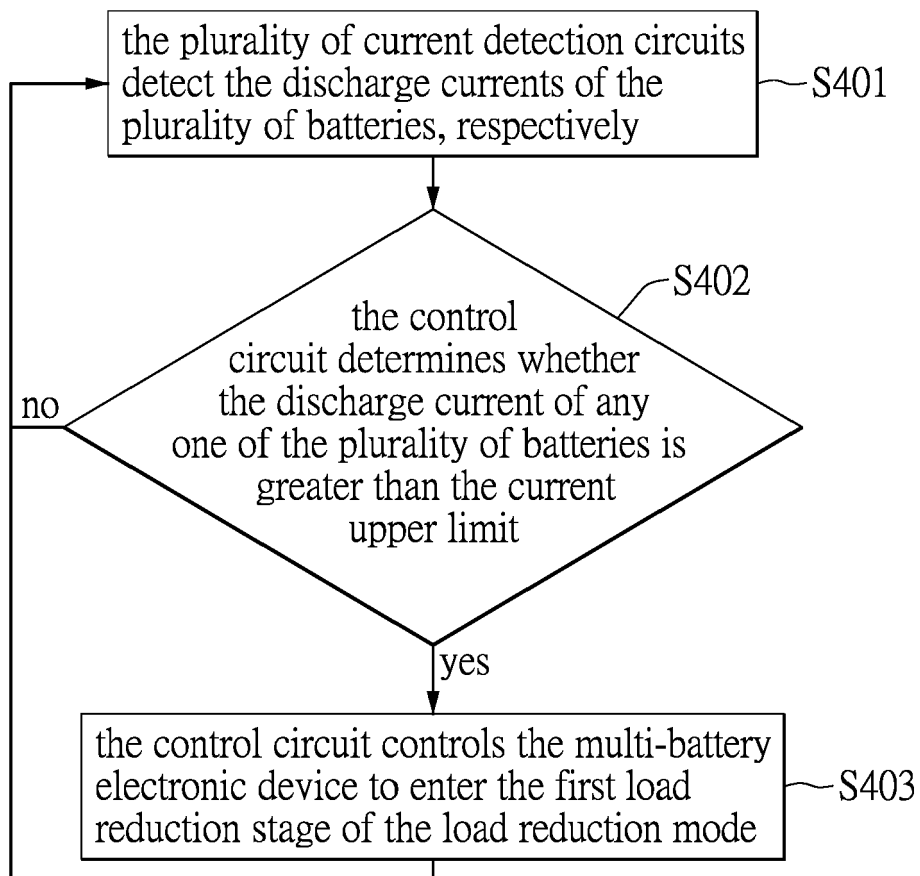 the plurality of current detection circuits
detect the discharge currents of the
plurality of batteries, respectively
S401
S402
the control
circuit determines whether
the discharge current of any
one of the plurality of batteries is
greater than the current
upper limit
no
yes
the control circuit controls the multi-battery
electronic device to enter the first load
reduction stage of the load reduction mode
S403